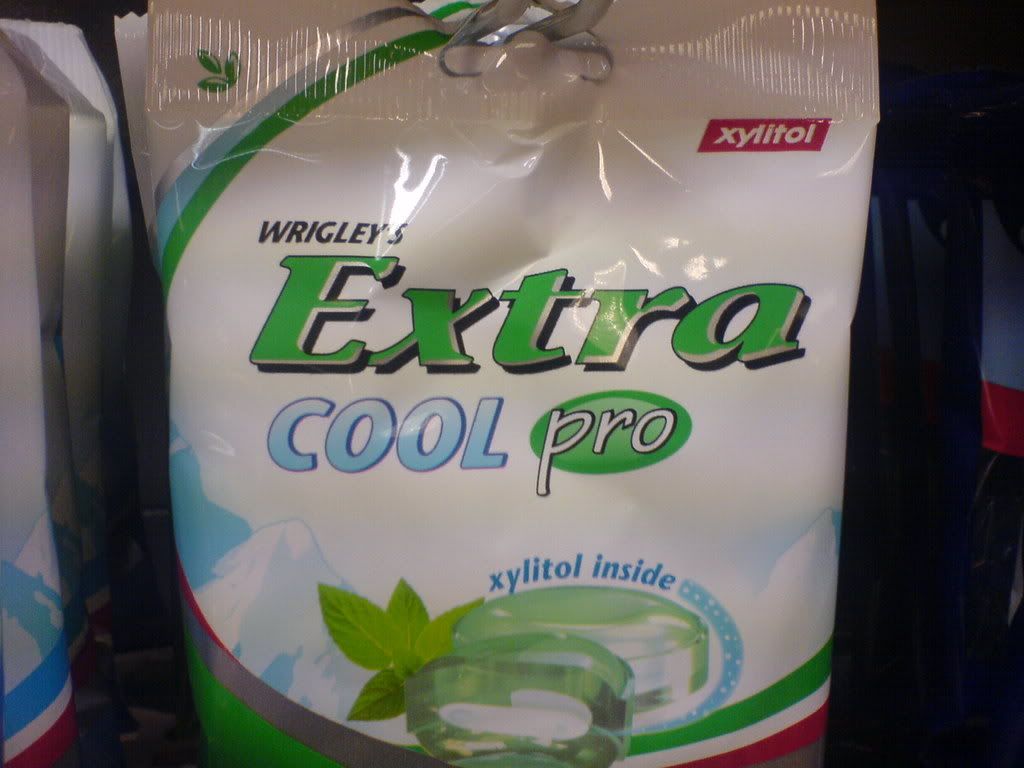 xylitol
WRIGLEY'S
Extra
COOL pro
xylitol inside